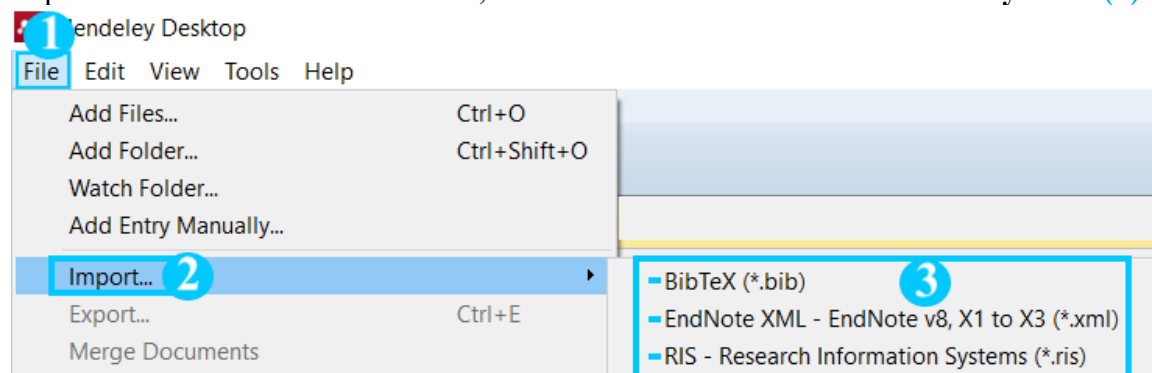 endeley Desktop
1
File Edit View Tools Help
Add Files... Ctrl+O
Add Folder... Ctrl+Shift+O
Watch Folder...
Add Entry Manually...
Import... 2
3
BibTeX (*.bib)
EndNote XML - EndNote v8, X1 to X3 (*.xml)
RIS - Research Information Systems (*.ris)
Export... Ctrl+E
Merge Documents